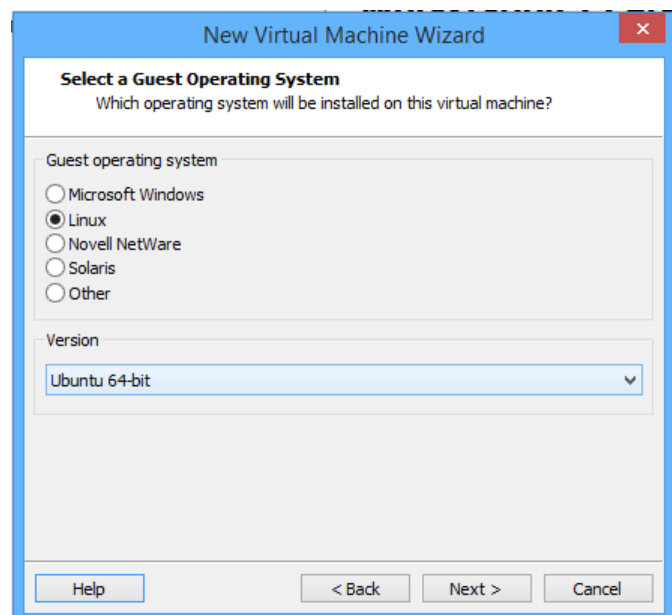 New Virtual Machine Wizard
Select a Guest Operating System
Which operating system will be installed on this virtual machine?
Guest operating system
Microsoft Windows
Linux
Novell NetWare
Solaris
Other
Version
Ubuntu 64-bit
Help
< Back
Next >
Cancel